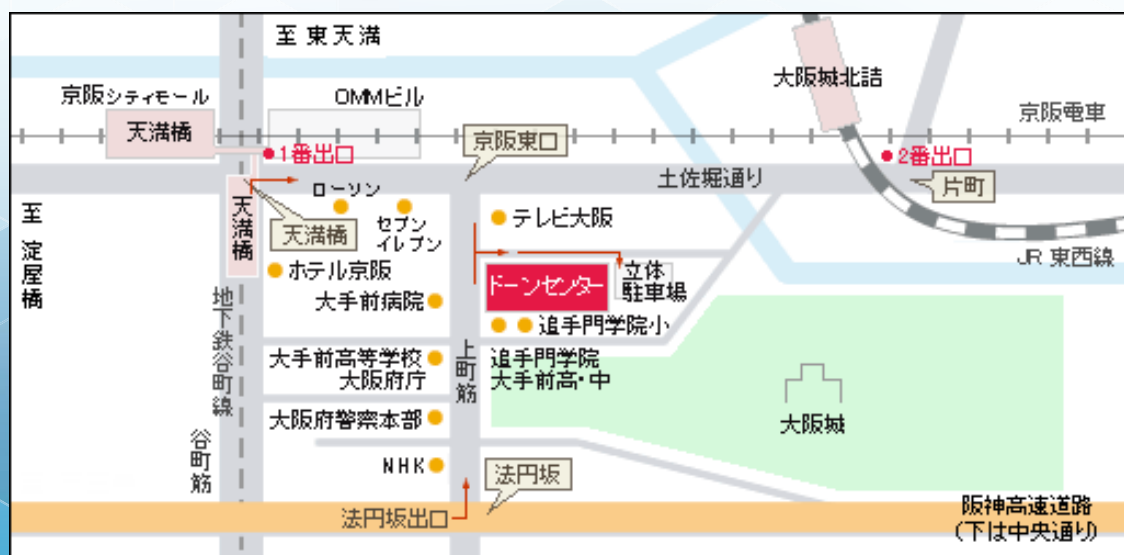 至 東天満
大阪城北詰
京阪シティモール
OMMビル
京阪電車
天満橋
京阪東口
1番出口
2番出口
土佐堀通り
片町
ローソン
至 淀屋橋
天満橋
天満橋
セブン
イレブン
テレビ大阪
JR 東西線
ホテル京阪
ドーンセンター
立体
駐車場
大手前病院
地下鉄谷町線
追手門学院小
上町筋
大手前高等学校
大阪府庁
追手門学院
大手前高・中
大阪城
大阪府警察本部
谷町筋
NHK
法円坂
法円坂出口
阪神高速道路
(下は中央通り)